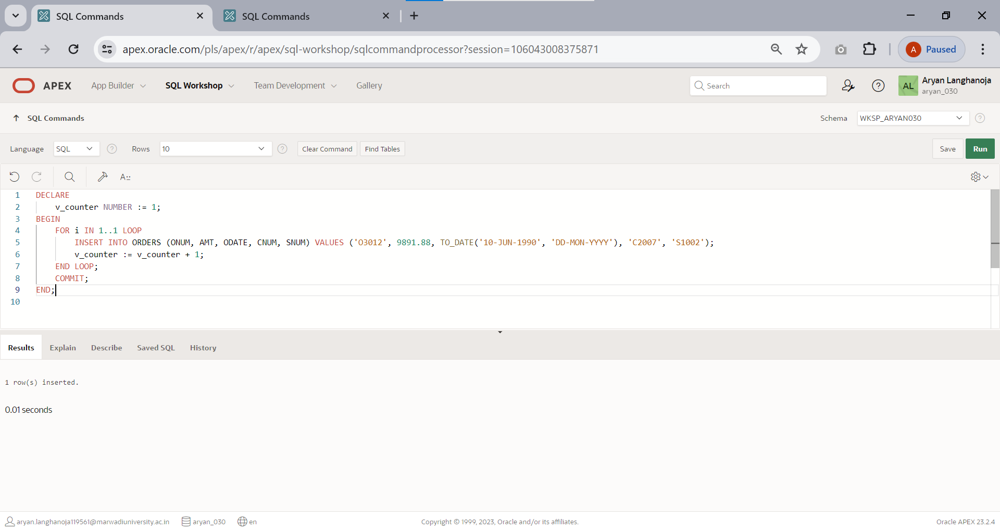 SQL Commands
SQL Commands
apex.oracle.com/pls/apex/r/apex/sql-workshop/sqlcommandprocessor?session=106043008375871
A Paused
APEX App Builder SQL Workshop Team Development Gallery
Search
AL
Aryan Langhanoja
aryan_030
SQL Commands
Schema WKSP_ARYAN030
Language SQL Rows 10 Clear Command Find Tables
Save Run
A
1 DECLARE
2 v_counter NUMBER := 1;
3 BEGIN
4 FOR i IN 1..1 LOOP
5 INSERT INTO ORDERS (ONUM, AMT, ODATE, CNUM, SNUM) VALUES ('O3012', 9891.88, TO_DATE('10-JUN-1990', 'DD-MON-YYYY'), 'C2007', 'S1002');
6 v_counter := v_counter + 1;
7 END LOOP;
8 COMMIT;
9 END;
10
Results Explain Describe Saved SQL History
1 row(s) inserted.
0.01 seconds
aryan.langhanoja119561@marwadiuniversity.ac.in aryan_030 en
Copyright © 1999, 2023, Oracle and/or its affiliates.
Oracle APEX 23.2.4